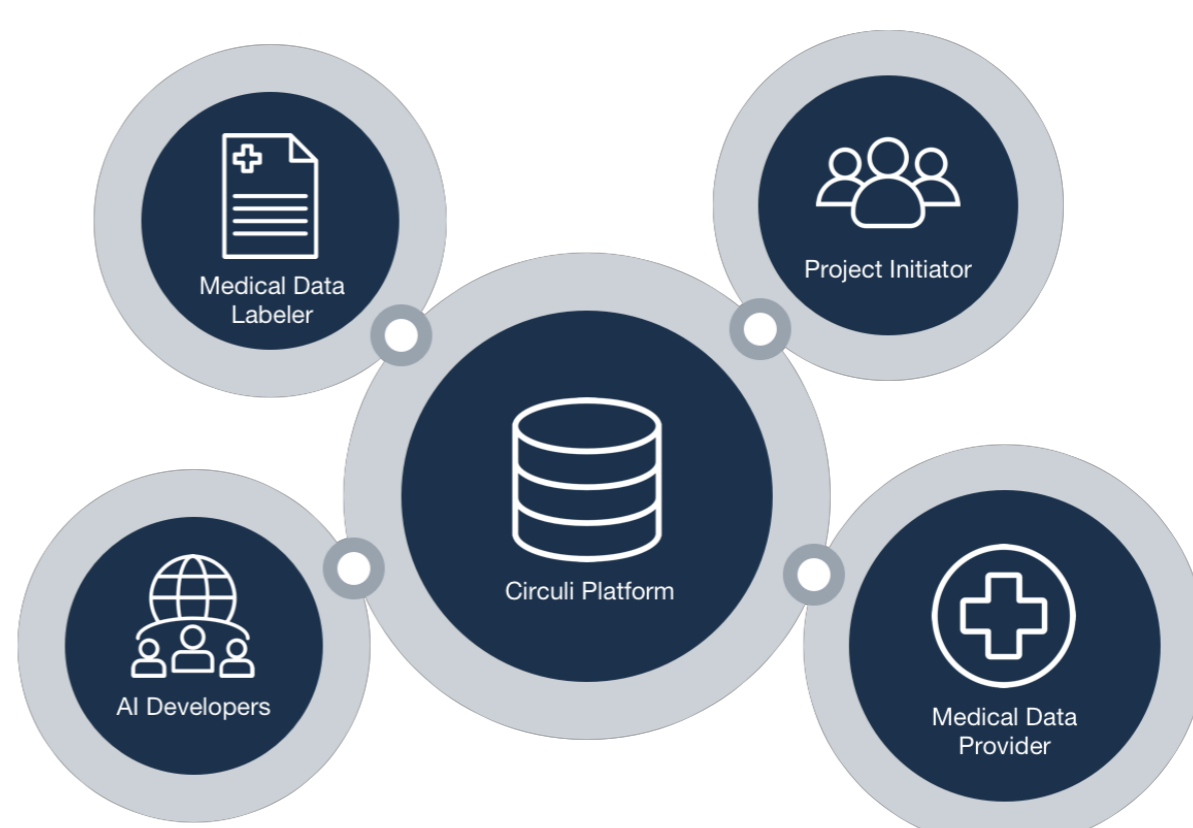 Medical Data
Labeler
Project Initiator
Circuli Platform
AI Developers
Medical Data
Provider